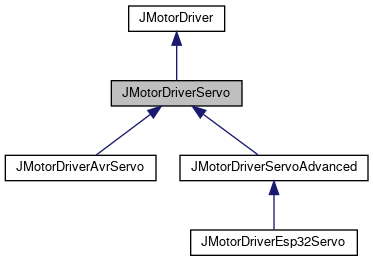 JMotorDriver
JMotorDriverServo
JMotorDriverAvrServo
JMotorDriverServoAdvanced
JMotorDriverEsp32Servo